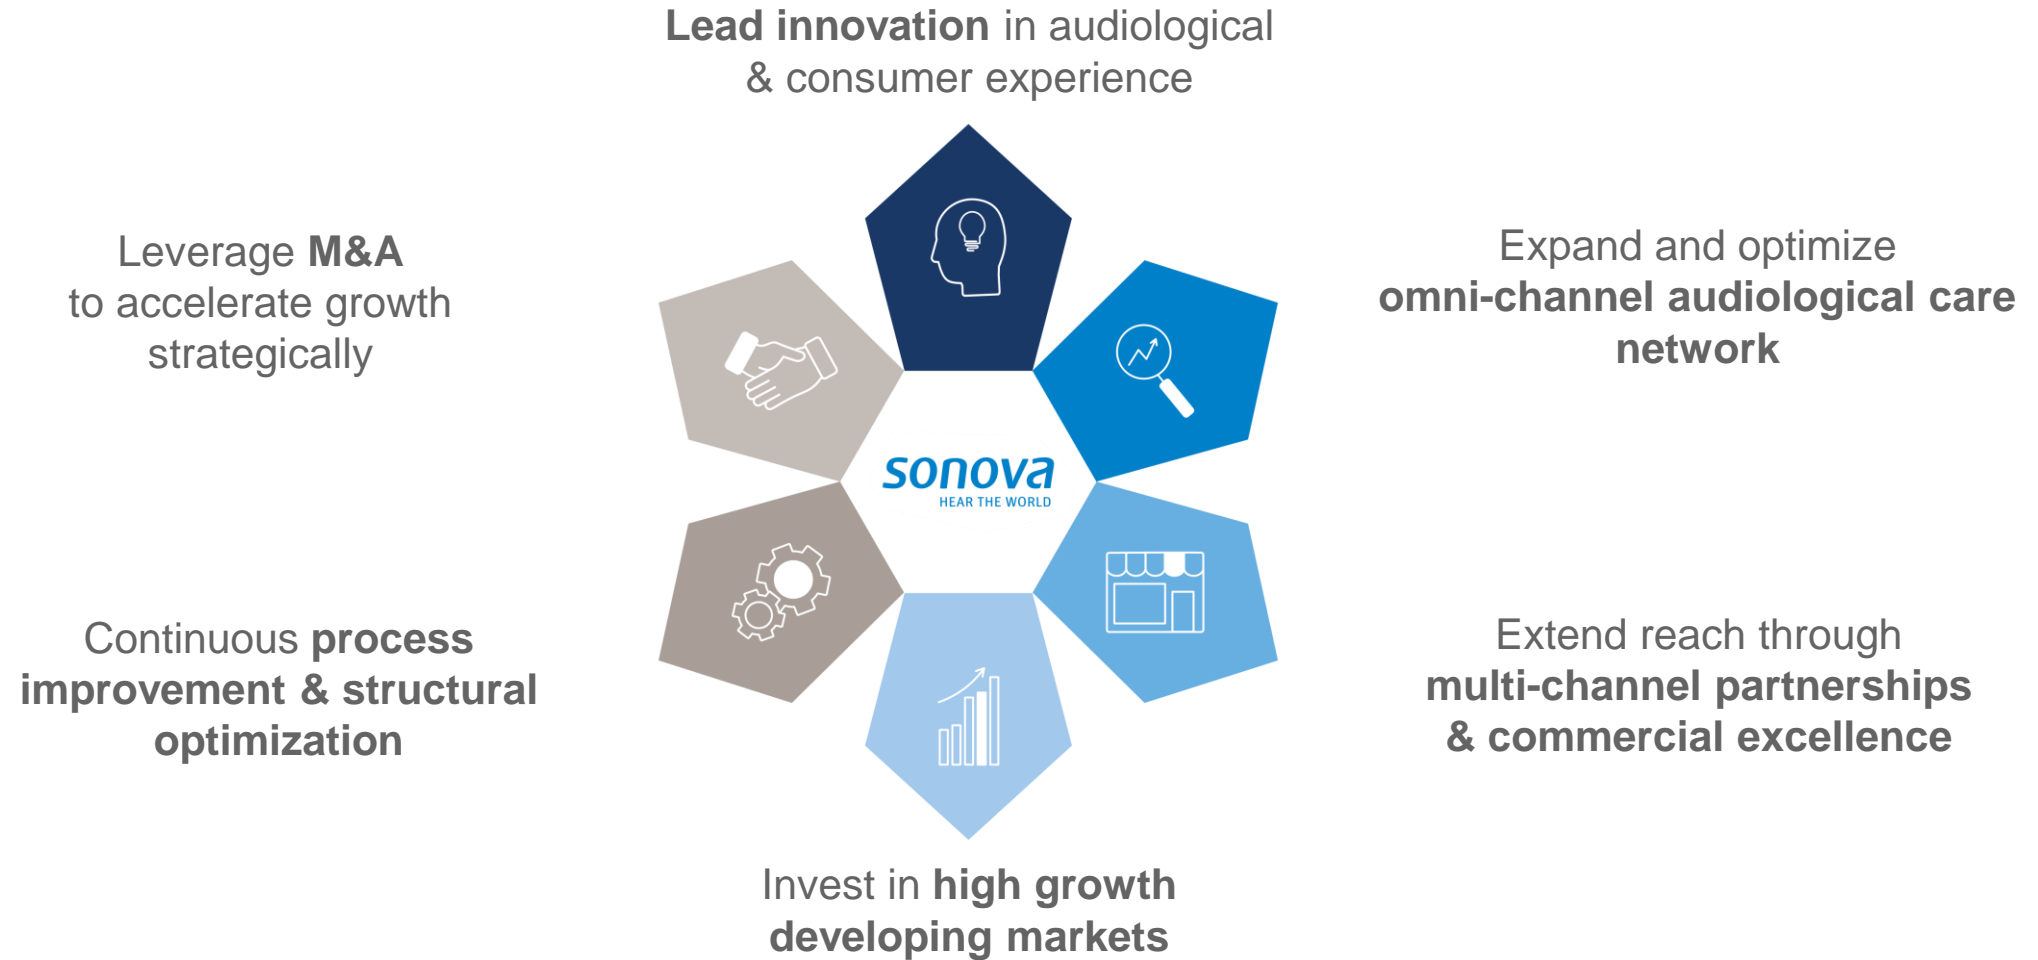 Lead innovation in audiological
& consumer experience
Leverage M&A
to accelerate growth
strategically
Expand and optimize
omni-channel audiological care
network
sonova
HEAR THE WORLD
Continuous process
improvement & structural
optimization
Extend reach through
multi-channel partnerships
& commercial excellence
Invest in high growth
developing markets